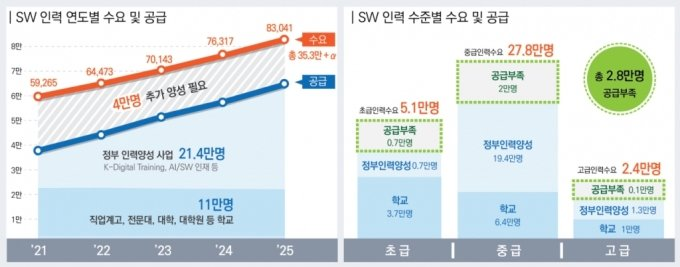 SW 인력 연도별 수요 및 공급
8만
7만
6만
5만
4만
3만
2만
1만
59,265
64,473
70,143
76,317
83,041
수요
총 35.3만 + α
공급
4만명 추가 양성 필요
정부 인력양성 사업 21.4만명
K-Digital Training, AI/SW 인재 등
11만명
직업계고, 전문대, 대학, 대학원 등 학교
'21
'22
'23
'24
'25
SW 인력 수준별 수요 및 공급
초급인력수요 5.1만명
공급부족
0.7만명
정부인력양성 0.7만명
학교
3.7만명
초급
중급인력수요 27.8만명
공급부족
2만명
정부인력양성
19.4만명
학교
6.4만명
중급
총 2.8만명
공급부족
고급인력수요 2.4만명
공급부족 0.1만명
정부인력양성 1.3만명
학교 1만명
고급